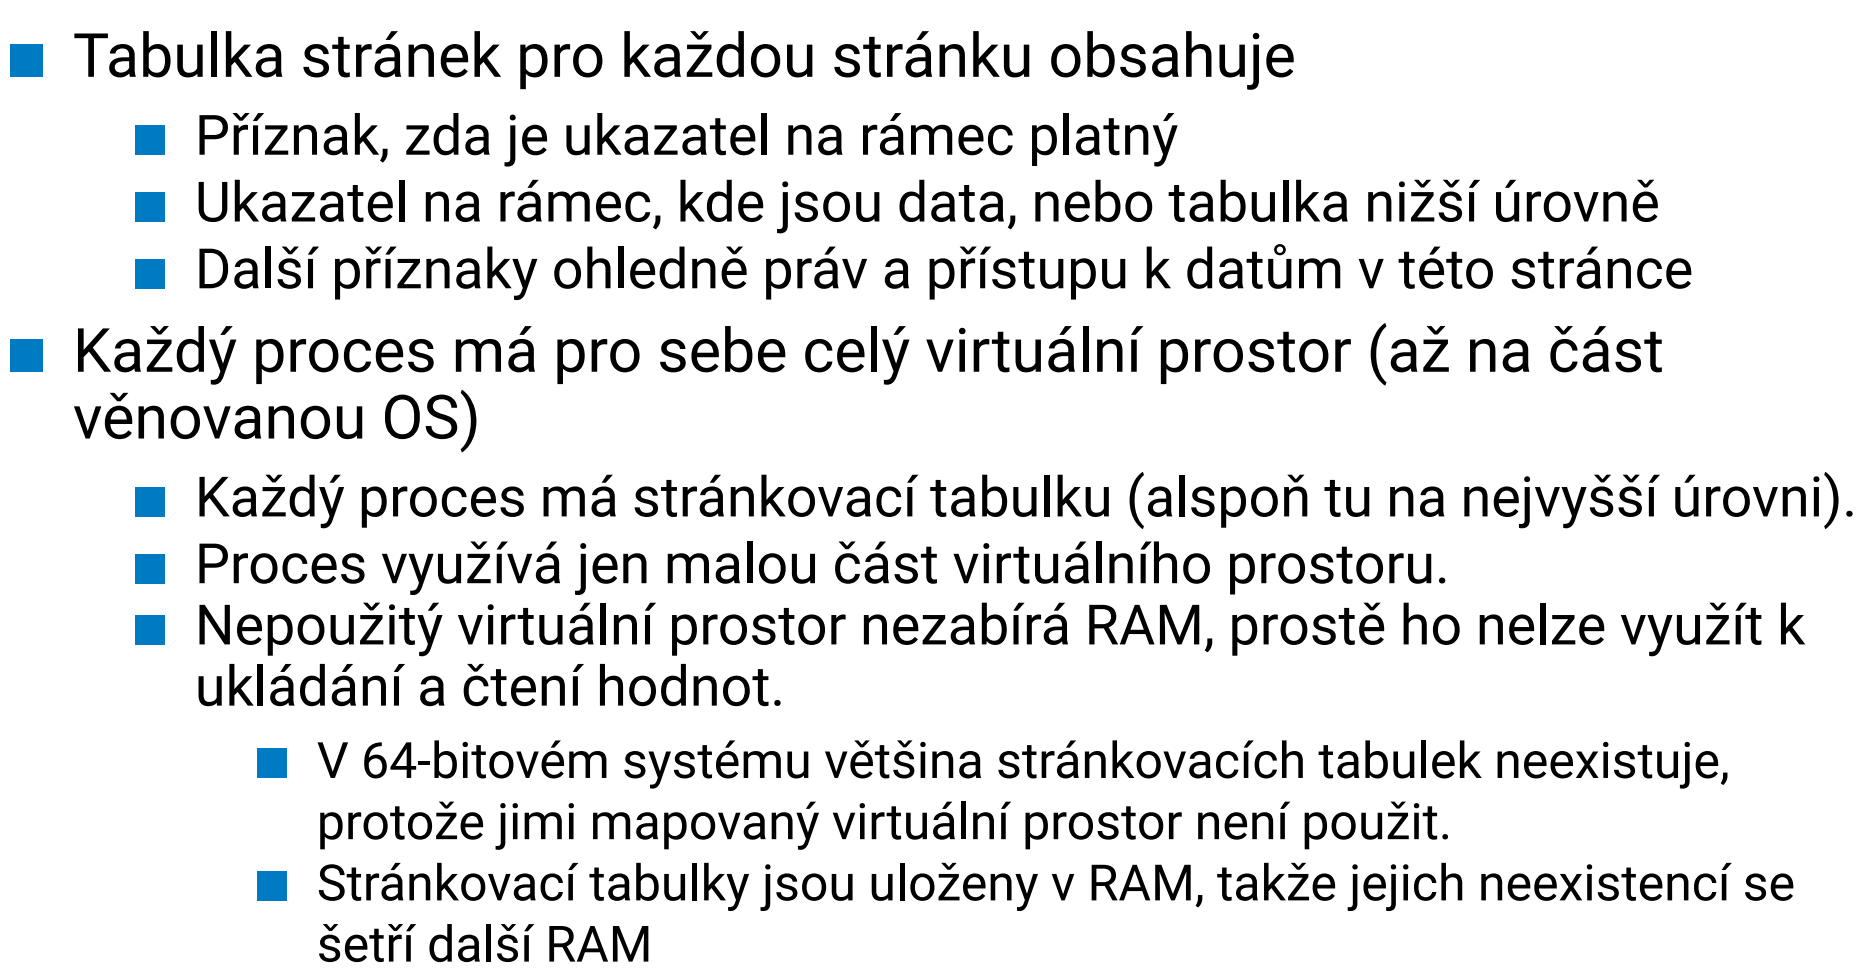 Tabulka stránek pro každou stránku obsahuje
Příznak, zda je ukazatel na rámec platný
Ukazatel na rámec, kde jsou data, nebo tabulka nižší úrovně
Další příznaky ohledně práv a přístupu k datům v této stránce
Každý proces má pro sebe celý virtuální prostor (až na část
věnovanou OS)
Každý proces má stránkovací tabulku (alspoň tu na nejvyšší úrovni).
Proces využívá jen malou část virtuálního prostoru.
Nepoužitý virtuální prostor nezabírá RAM, prostě ho nelze využít k
ukládání a čtení hodnot.
V 64-bitovém systému většina stránkovacích tabulek neexistuje,
protože jimi mapovaný virtuální prostor není použit.
Stránkovací tabulky jsou uloženy v RAM, takže jejich neexistencí se
šetří další RAM